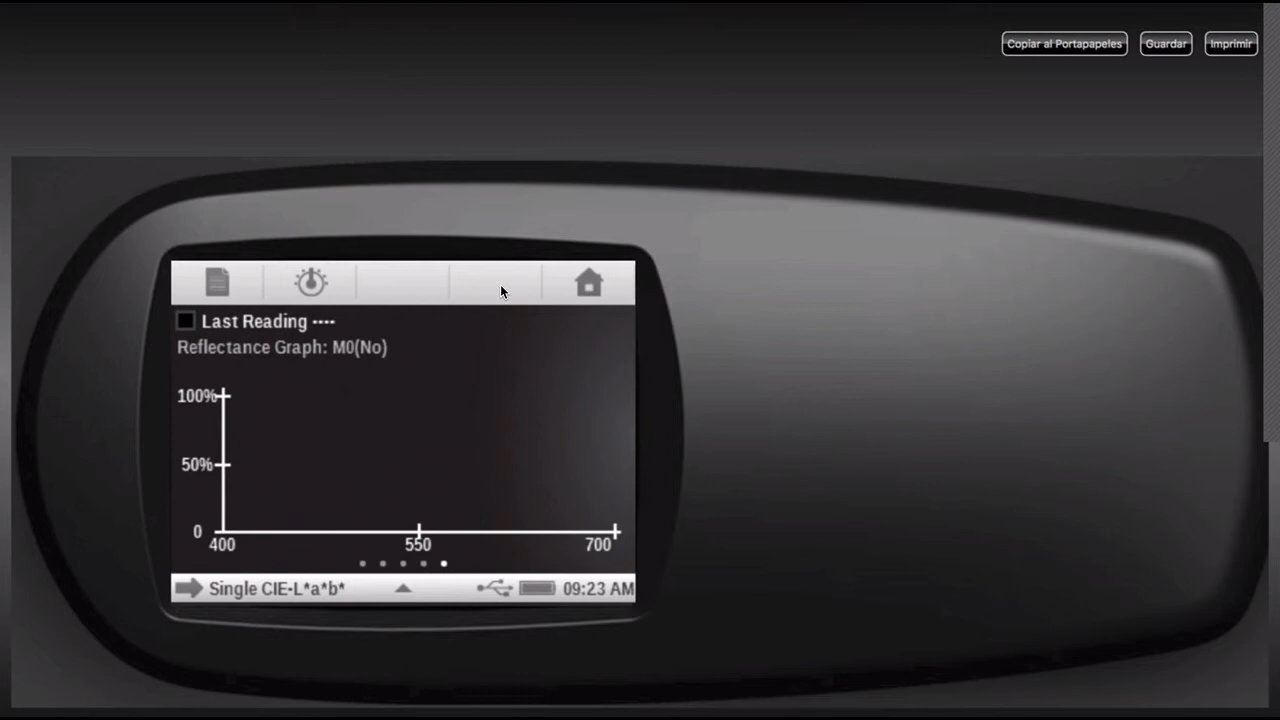 Copiar al Portapapeles Guardar Imprimir
Last Reading ----
Reflectance Graph: M0(No)
100%
50%
0
400 550 700
Single CIE-L*a*b* 09:23 AM